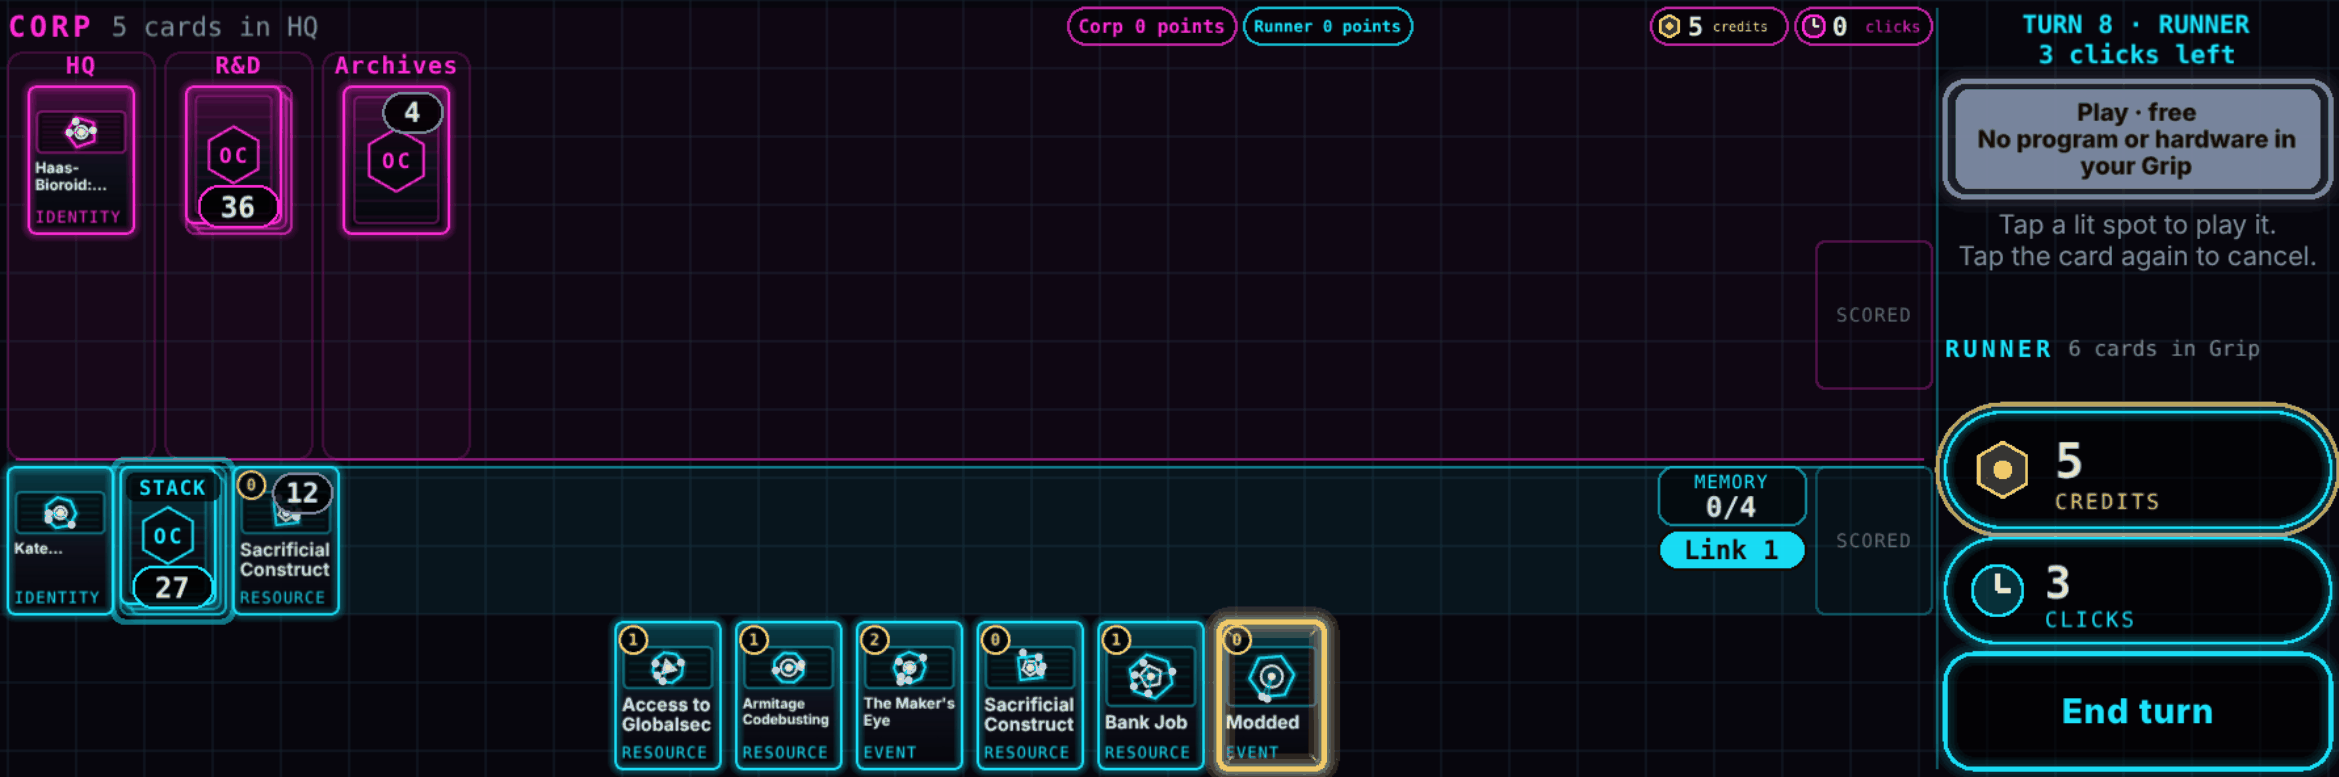 CORP 5 cards in HQ
Corp 0 points
Runner 0 points
5 credits
0 clicks
HQ
R&D
Archives
Haas-
Bioroid:...
IDENTITY
OC
36
4
OC
SCORED
TURN 8 · RUNNER
3 clicks left
Play · free
No program or hardware in
your Grip
Tap a lit spot to play it.
Tap the card again to cancel.
RUNNER 6 cards in Grip
5
CREDITS
3
CLICKS
End turn
Kate...
IDENTITY
STACK
OC
27
0
12
Sacrificial
Construct
RESOURCE
MEMORY
0/4
Link 1
SCORED
1
Access to
Globalsec
RESOURCE
1
Armitage
Codebusting
RESOURCE
2
The Maker's
Eye
EVENT
0
Sacrificial
Construct
RESOURCE
1
Bank Job
RESOURCE
0
Modded
EVENT